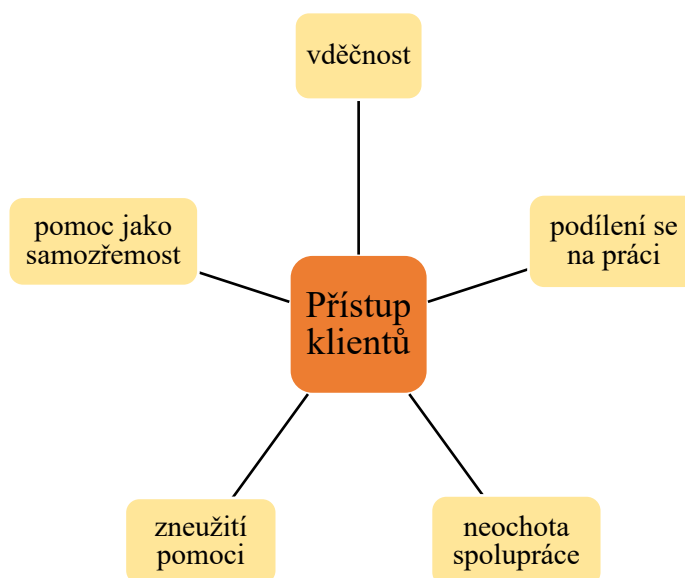 vděčnost
pomoc jako
samozřemost
podílení se
na práci
Přístup
klientů
zneužití
pomoci
neochota
spolupráce